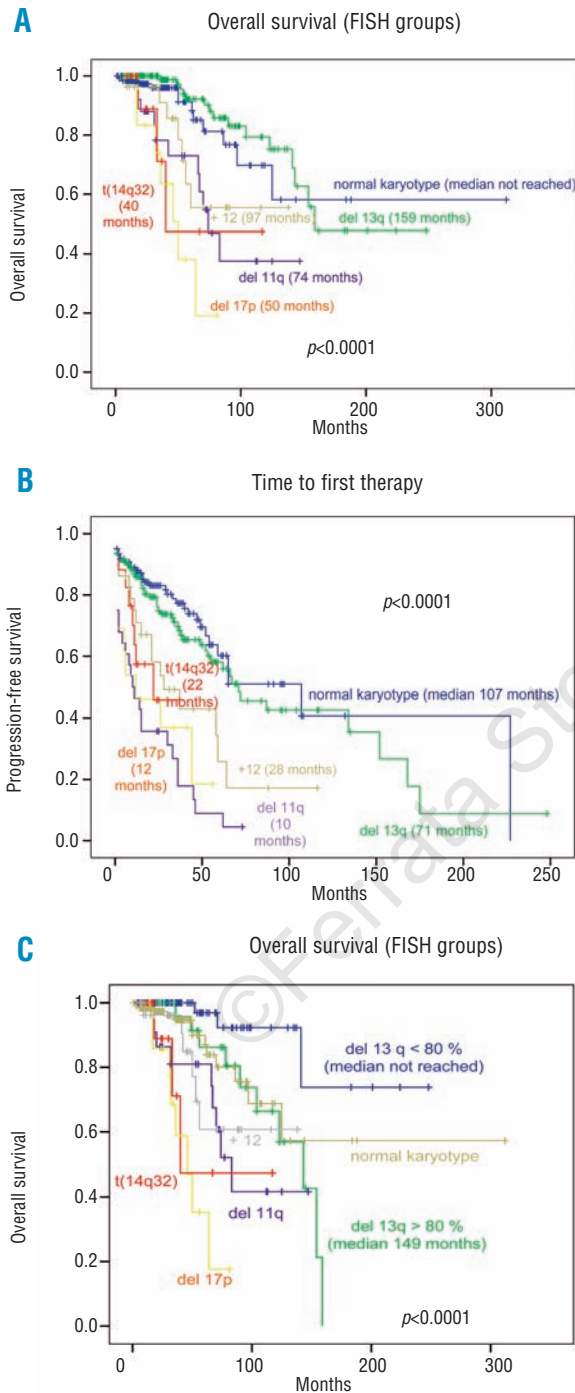 A
Overall survival (FISH groups)
Overall survival
1.0
0.8
0.6
0.4
0.2
0.0
t(14q32)
(40
months)
normal karyotype (median not reached)
+ 12 (97 months)
del 13q (159 months)
del 11q (74 months)
del 17p (50 months)
p<0.0001
0 100 200 300
Months
B
Time to first therapy
Progression-free survival
1.0
0.8
0.6
0.4
0.2
0.0
p<0.0001
t(14q32)
(22
months)
normal karyotype (median 107 months)
del 17p
(12
months)
+12 (28 months)
del 11q
(10
months)
del 13q (71 months)
0 50 100 150 200 250
Months
C
Overall survival (FISH groups)
Overall survival
1.0
0.8
0.6
0.4
0.2
0.0
del 13 q < 80 %
(median not reached)
+ 12
normal karyotype
t(14q32)
del 11q
del 13q > 80 %
(median 149 months)
del 17p
p<0.0001
0 100 200 300
Months
©Ferrata